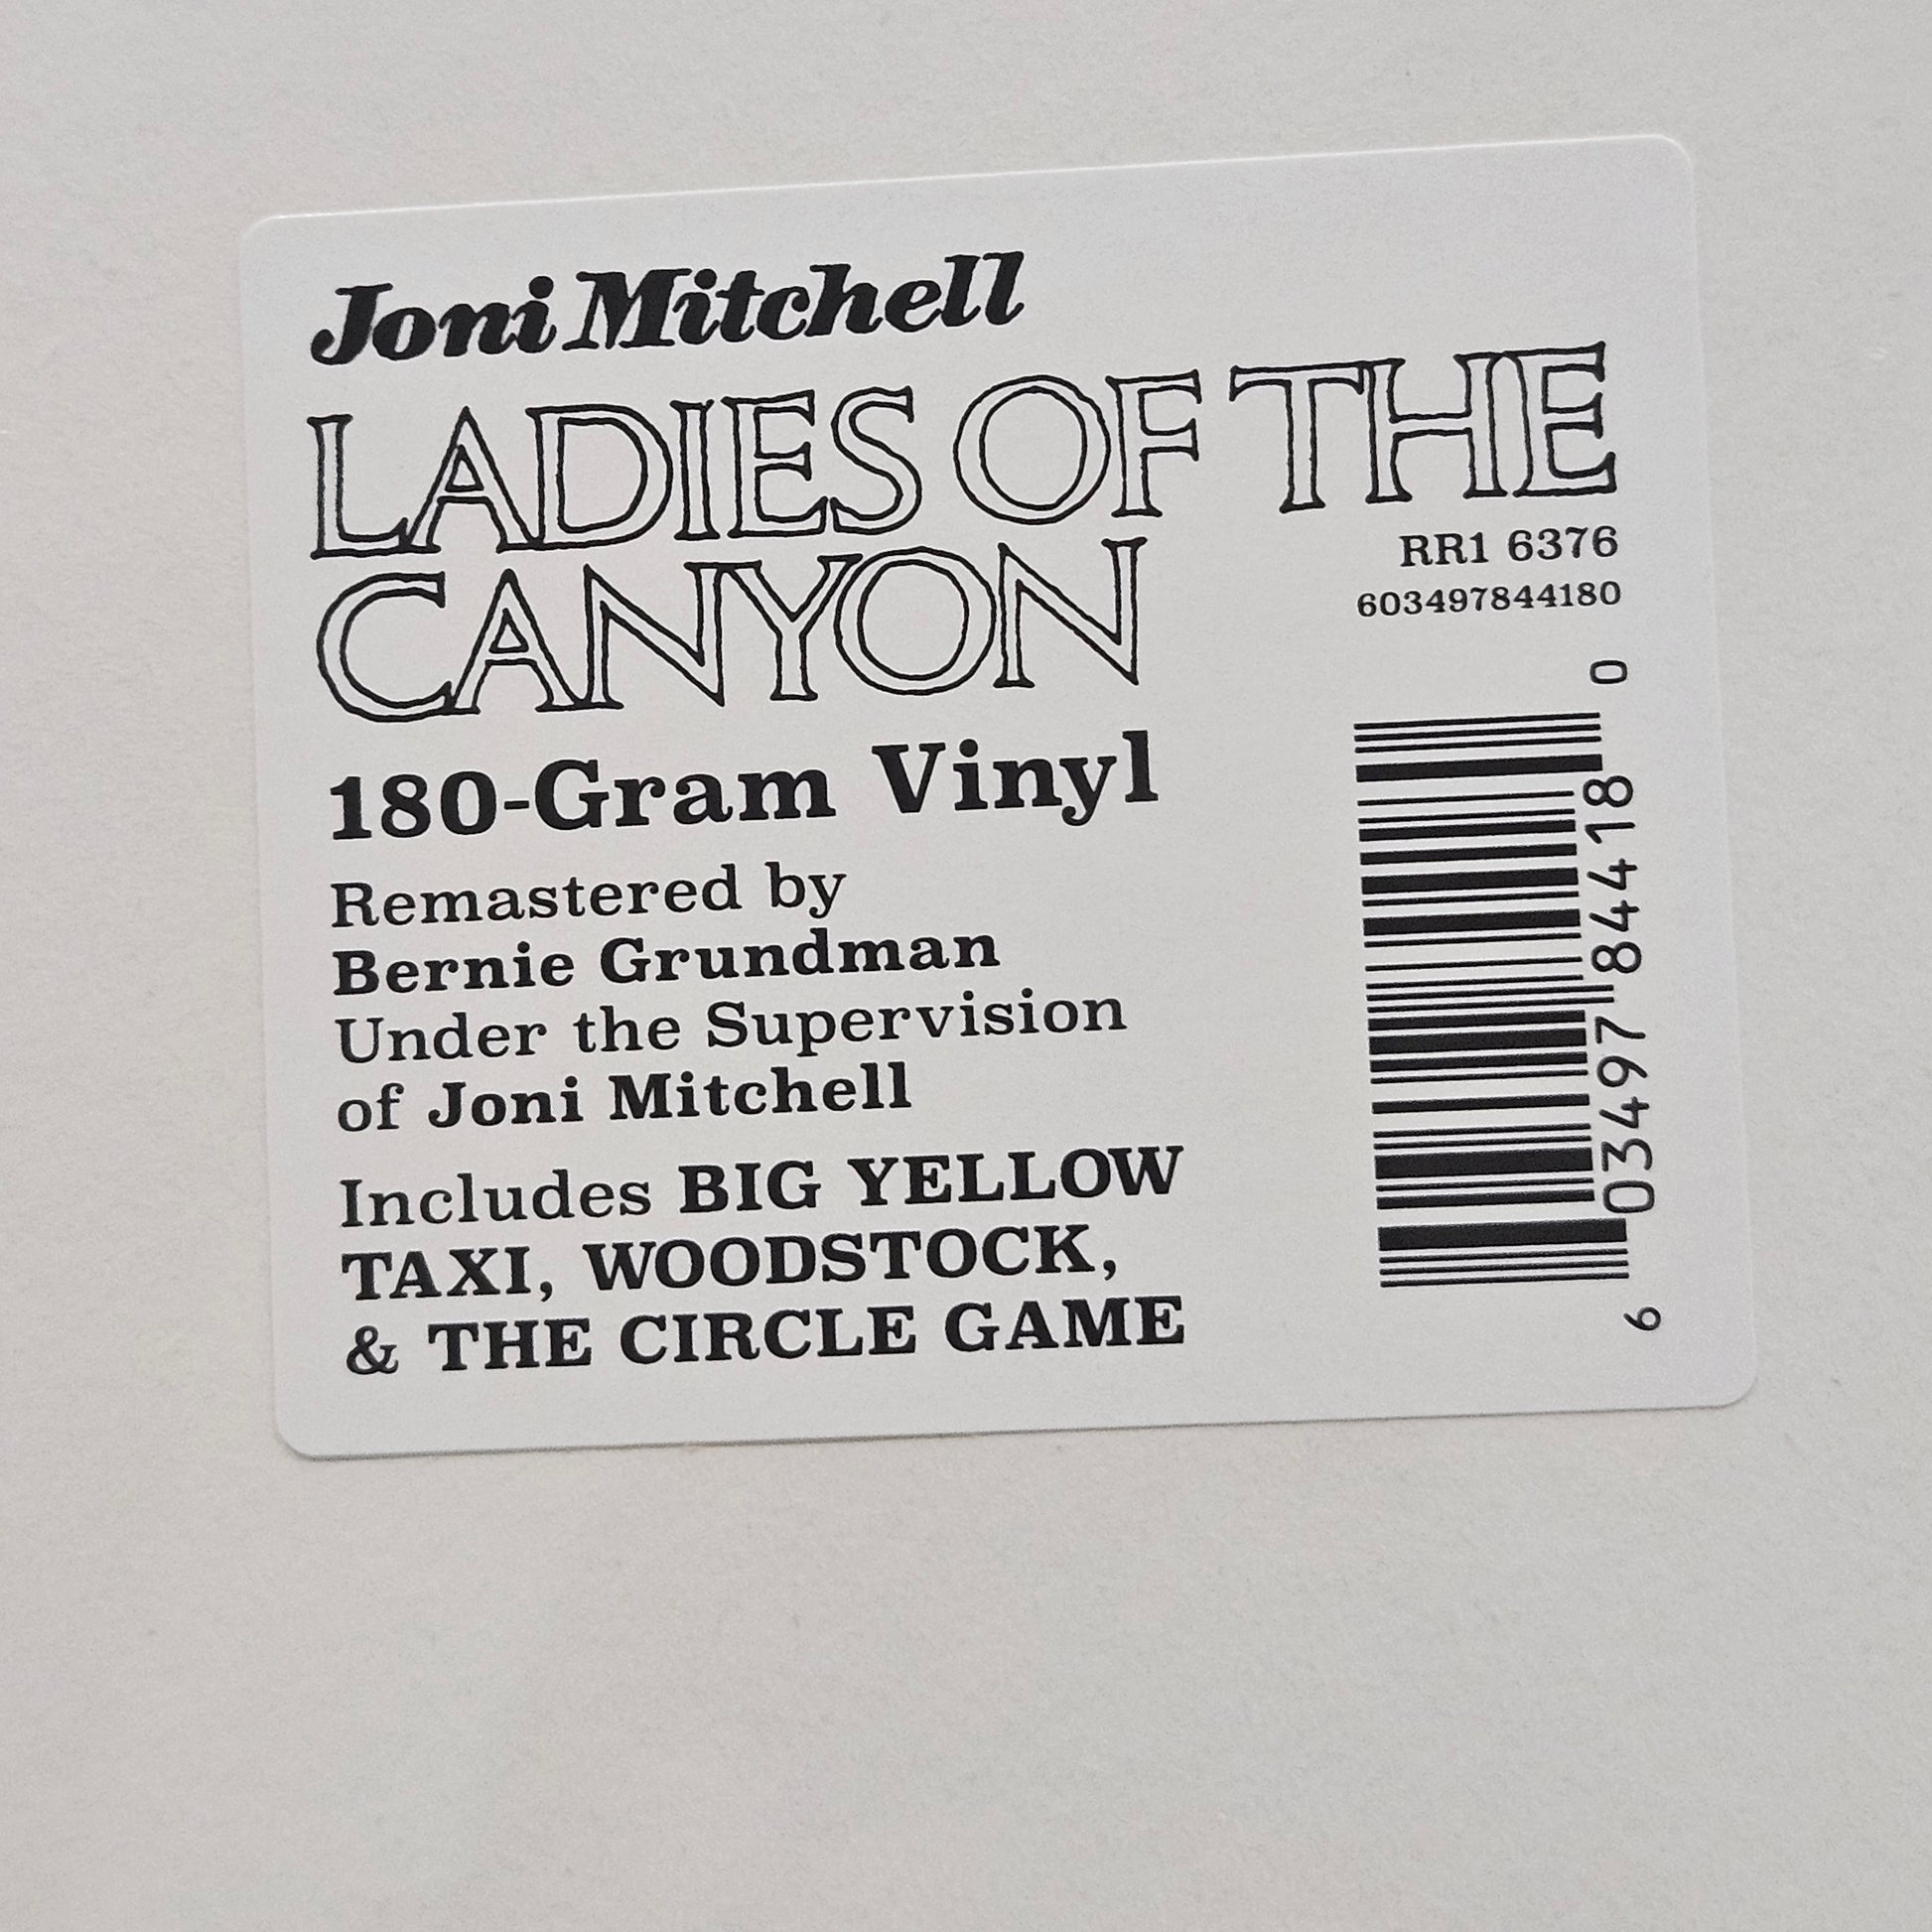 Joni Mitchell
LADIES OF THE
CANYON
RR1 6376
603497844180
180-Gram Vinyl
Remastered by
Bernie Grundman
Under the Supervision
of Joni Mitchell
Includes BIG YELLOW
TAXI, WOODSTOCK,
& THE CIRCLE GAME
6 03497 84418 0